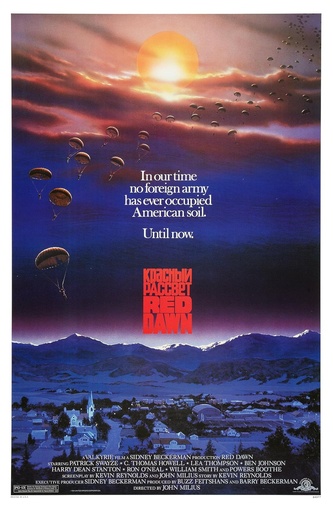 In our time
no foreign army
has ever occupied
American soil.
Until now.
КРАСНЫЙ
РАССВЕТ
RED
DAWN
A VALKYRIE FILM A SIDNEY BECKERMAN PRODUCTION RED DAWN
STARRING PATRICK SWAYZE • C. THOMAS HOWELL • LEA THOMPSON • BEN JOHNSON
HARRY DEAN STANTON • RON O'NEAL • WILLIAM SMITH AND POWERS BOOTHE
SCREENPLAY BY KEVIN REYNOLDS AND JOHN MILIUS STORY BY KEVIN REYNOLDS
EXECUTIVE PRODUCER SIDNEY BECKERMAN PRODUCED BY BUZZ FEITSHANS AND BARRY BECKERMAN
DIRECTED BY JOHN MILIUS
PG-13